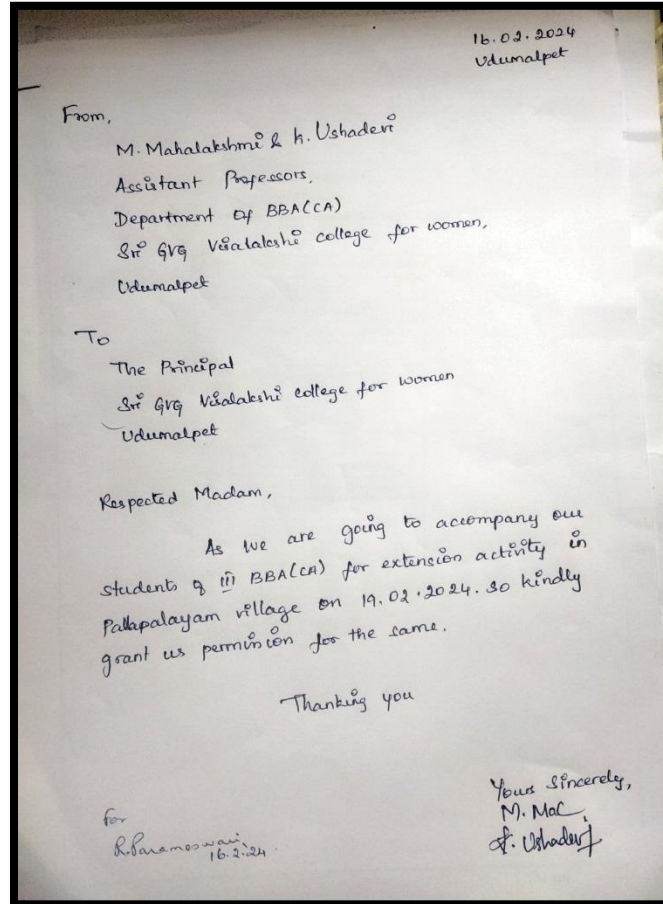 16.02.2024
Udumalpet
From,
M. Mahalakshmi & K. Ushadevi
Assistant Professors,
Department of BBA(CA)
Sri GVG Visalakshi college for women,
Udumalpet
To
The Principal
Sri GVG Visalakshi college for women
Udumalpet
Respected Madam,
As we are going to accompany our
students of III BBA(CA) for extension activity in
Pallapalayam village on 19.02.2024. So kindly
grant us permission for the same.
Thanking you
Yours Sincerely,
M. Mac
K. Ushadevi
for
R. Parameswari
16.2.24